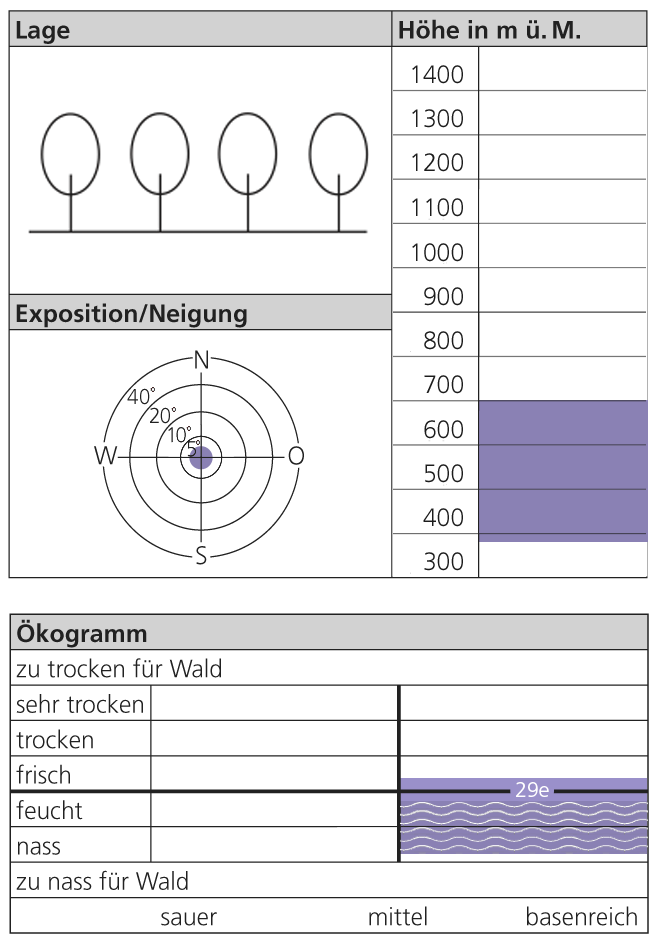 Lage
Höhe in m ü. M.
1400
1300
1200
1100
1000
900
800
700
600
500
400
300
Exposition/Neigung
N
40°
20°
10°
5°
W
O
S
Ökogramm
zu trocken für Wald
sehr trocken
trocken
frisch
29e
feucht
nass
zu nass für Wald
sauer mittel basenreich